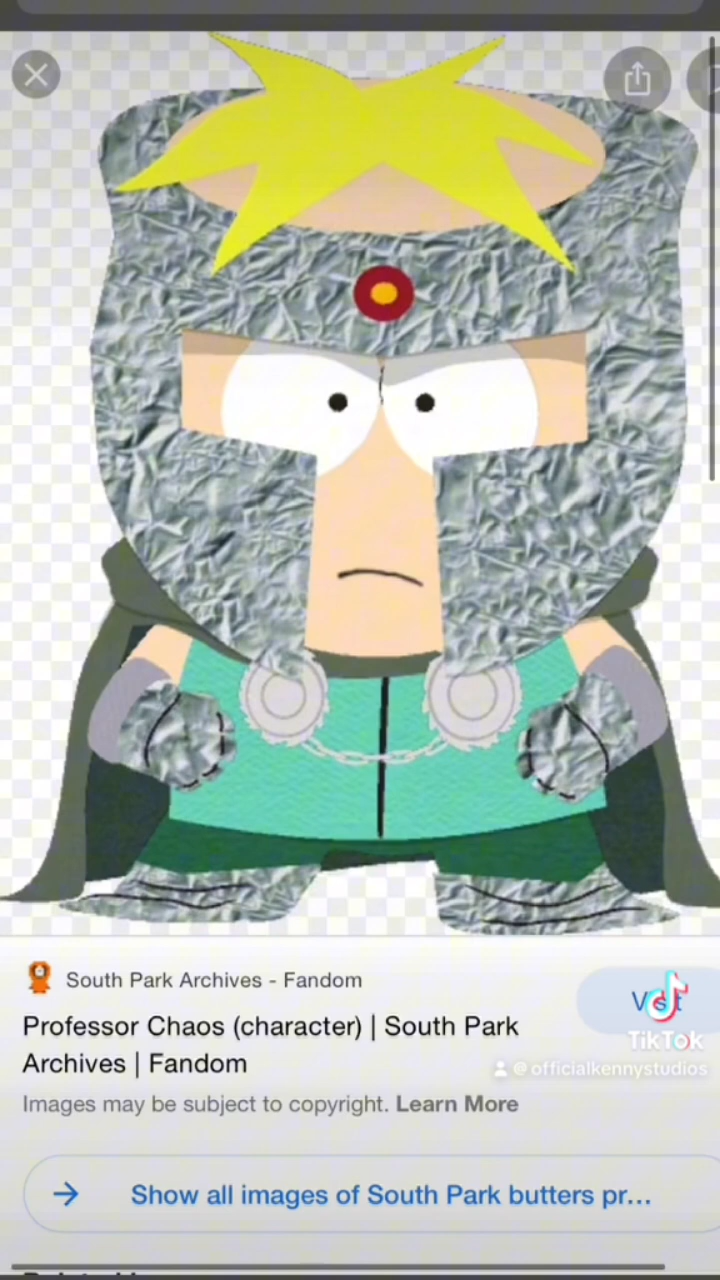 South Park Archives - Fandom
Professor Chaos (character) | South Park
Archives | Fandom
Images may be subject to copyright. Learn More
TikTok
@officialkennystudios
Show all images of South Park butters pr...